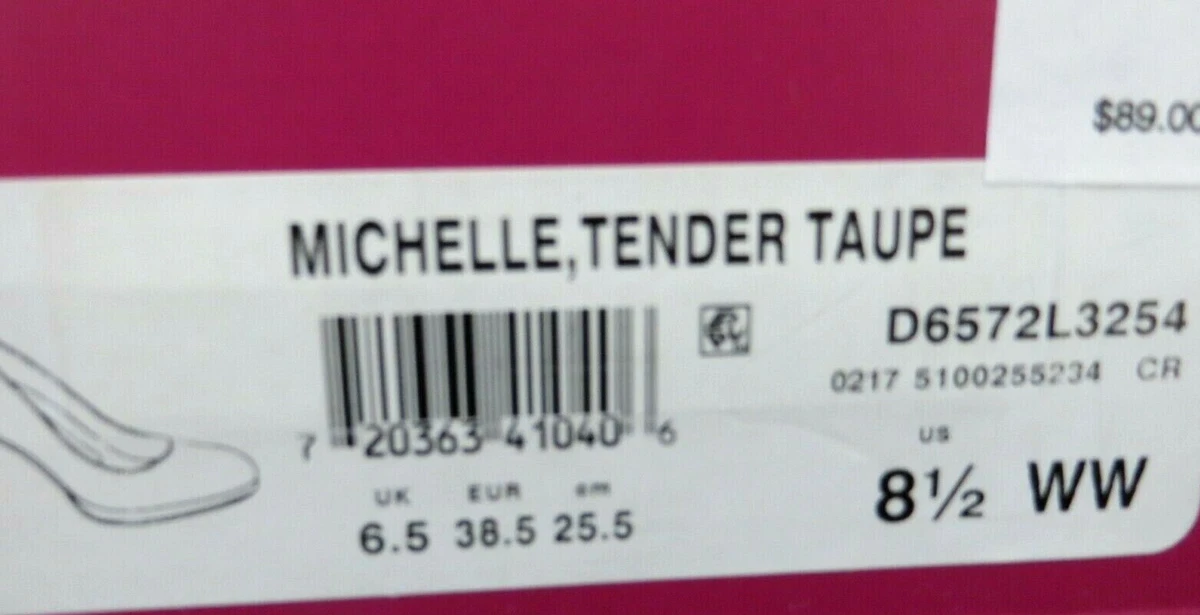 $89.00
MICHELLE,TENDER TAUPE
D6572L3254
0217 5100255234 CR
7 20363 41040 6
US
8½ WW
UK EUR cm
6.5 38.5 25.5